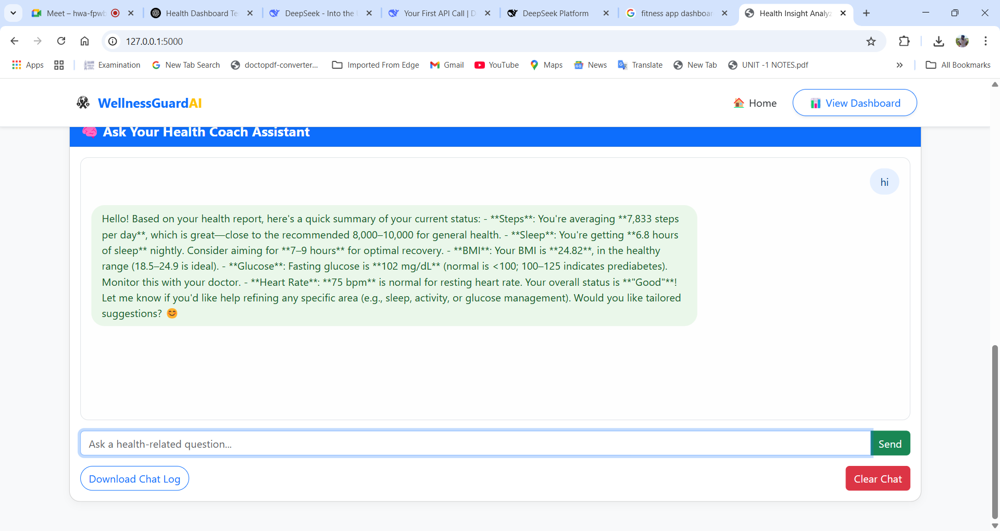 Meet – hwa-fpwb
Health Dashboard Te
DeepSeek - Into the
Your First API Call | D
DeepSeek Platform
fitness app dashboar
Health Insight Analyz
127.0.0.1:5000
Apps
Examination
New Tab Search
doctopdf-converter...
Imported From Edge
Gmail
YouTube
Maps
News
Translate
New Tab
UNIT -1 NOTES.pdf
All Bookmarks
WellnessGuardAI
Home
View Dashboard
Ask Your Health Coach Assistant
hi
Hello! Based on your health report, here's a quick summary of your current status: - **Steps**: You're averaging **7,833 steps
per day**, which is great—close to the recommended 8,000–10,000 for general health. - **Sleep**: You're getting **6.8 hours
of sleep** nightly. Consider aiming for **7–9 hours** for optimal recovery. - **BMI**: Your BMI is **24.82**, in the healthy
range (18.5–24.9 is ideal). - **Glucose**: Fasting glucose is **102 mg/dL** (normal is <100; 100–125 indicates prediabetes).
Monitor this with your doctor. - **Heart Rate**: **75 bpm** is normal for resting heart rate. Your overall status is **"Good"**!
Let me know if you'd like help refining any specific area (e.g., sleep, activity, or glucose management). Would you like tailored
suggestions? 😊
Ask a health-related question...
Send
Download Chat Log
Clear Chat